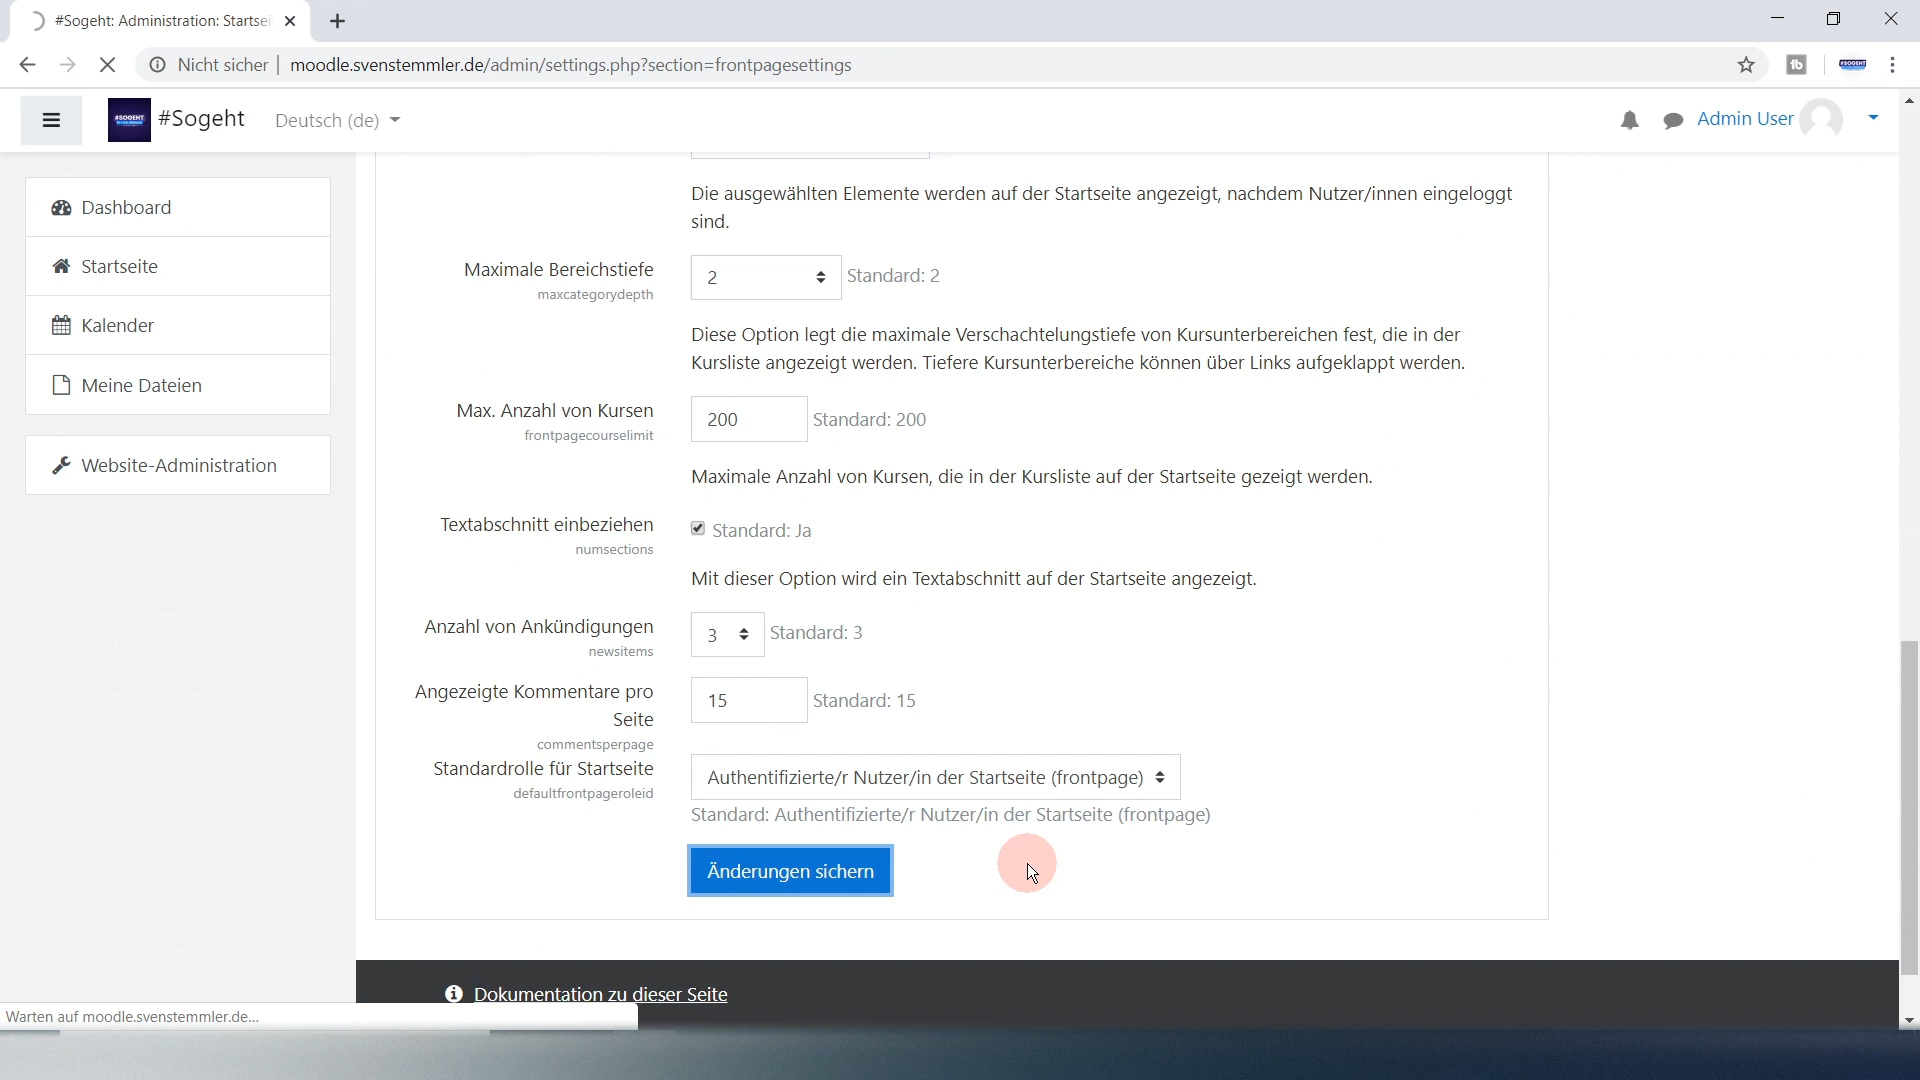 #Sogeht: Administration: Startsei
Nicht sicher | moodle.svenstemmler.de/admin/settings.php?section=frontpagesettings
#SOGEHT
#SOGEHT
#Sogeht
Deutsch (de)
Admin User
Dashboard
Startseite
Kalender
Meine Dateien
Website-Administration
Die ausgewählten Elemente werden auf der Startseite angezeigt, nachdem Nutzer/innen eingeloggt
sind.
Maximale Bereichstiefe
maxcategorydepth
2 Standard: 2
Diese Option legt die maximale Verschachtelungstiefe von Kursunterbereichen fest, die in der
Kursliste angezeigt werden. Tiefere Kursunterbereiche können über Links aufgeklappt werden.
Max. Anzahl von Kursen
frontpagecourselimit
200 Standard: 200
Maximale Anzahl von Kursen, die in der Kursliste auf der Startseite gezeigt werden.
Textabschnitt einbeziehen
numsections
Standard: Ja
Mit dieser Option wird ein Textabschnitt auf der Startseite angezeigt.
Anzahl von Ankündigungen
newsitems
3 Standard: 3
Angezeigte Kommentare pro
Seite
commentsperpage
15 Standard: 15
Standardrolle für Startseite
defaultfrontpageroleid
Authentifizierte/r Nutzer/in der Startseite (frontpage)
Standard: Authentifizierte/r Nutzer/in der Startseite (frontpage)
Änderungen sichern
Dokumentation zu dieser Seite
Warten auf moodle.svenstemmler.de...